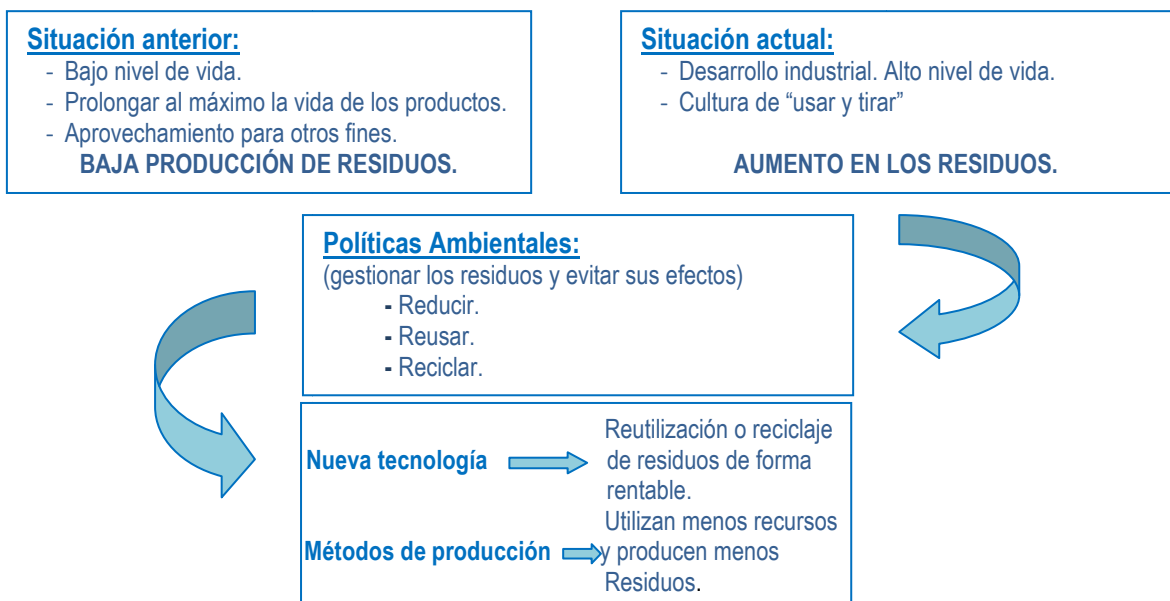 Situación anterior:
- Bajo nivel de vida.
- Prolongar al máximo la vida de los productos.
- Aprovechamiento para otros fines.
BAJA PRODUCCIÓN DE RESIDUOS.
Situación actual:
- Desarrollo industrial. Alto nivel de vida.
- Cultura de “usar y tirar”
AUMENTO EN LOS RESIDUOS.
Políticas Ambientales:
(gestionar los residuos y evitar sus efectos)
- Reducir.
- Reusar.
- Reciclar.
Nueva tecnología
Reutilización o reciclaje
de residuos de forma
rentable.
Métodos de producción
Utilizan menos recursos
y producen menos
Residuos.